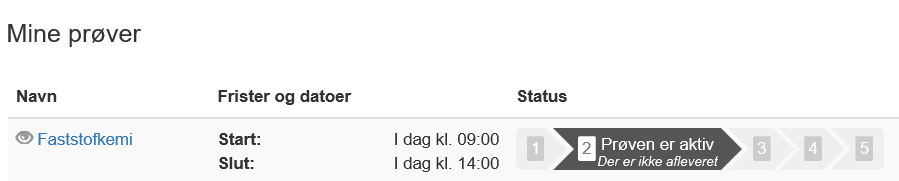 Mine prøver
Navn Frister og datoer Status
Faststofkemi Start: I dag kl. 09:00 1 2 Prøven er aktiv 3 4 5
Slut: I dag kl. 14:00 Der er ikke afleveret